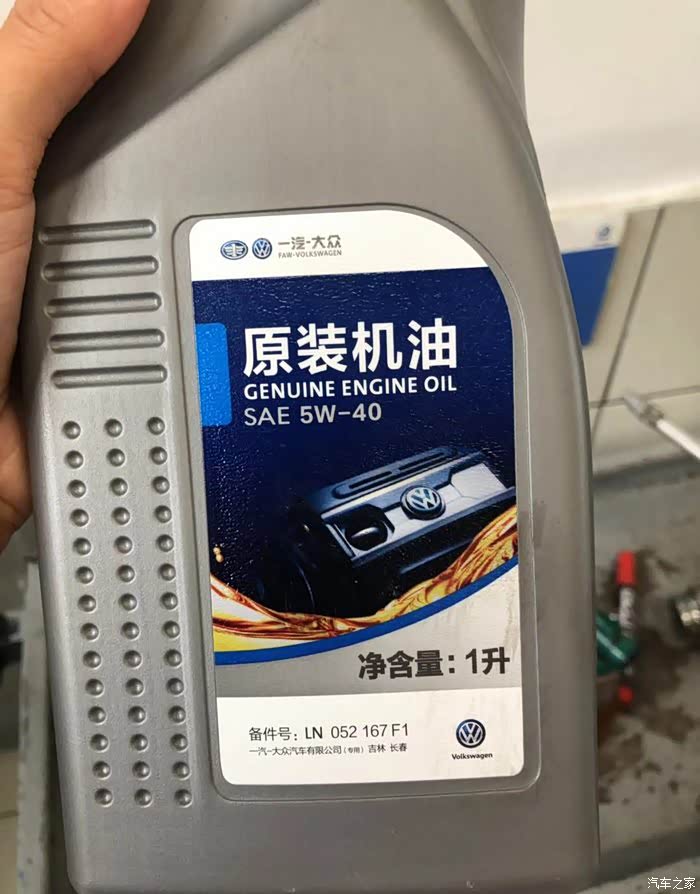 一汽-大众
FAW-VOLKSWAGEN
原装机油
GENUINE ENGINE OIL
SAE 5W-40
净含量：1升
备件号：LN 052 167 F1
一汽-大众汽车有限公司(专用) 吉林 长春
Volkswagen
汽车之家